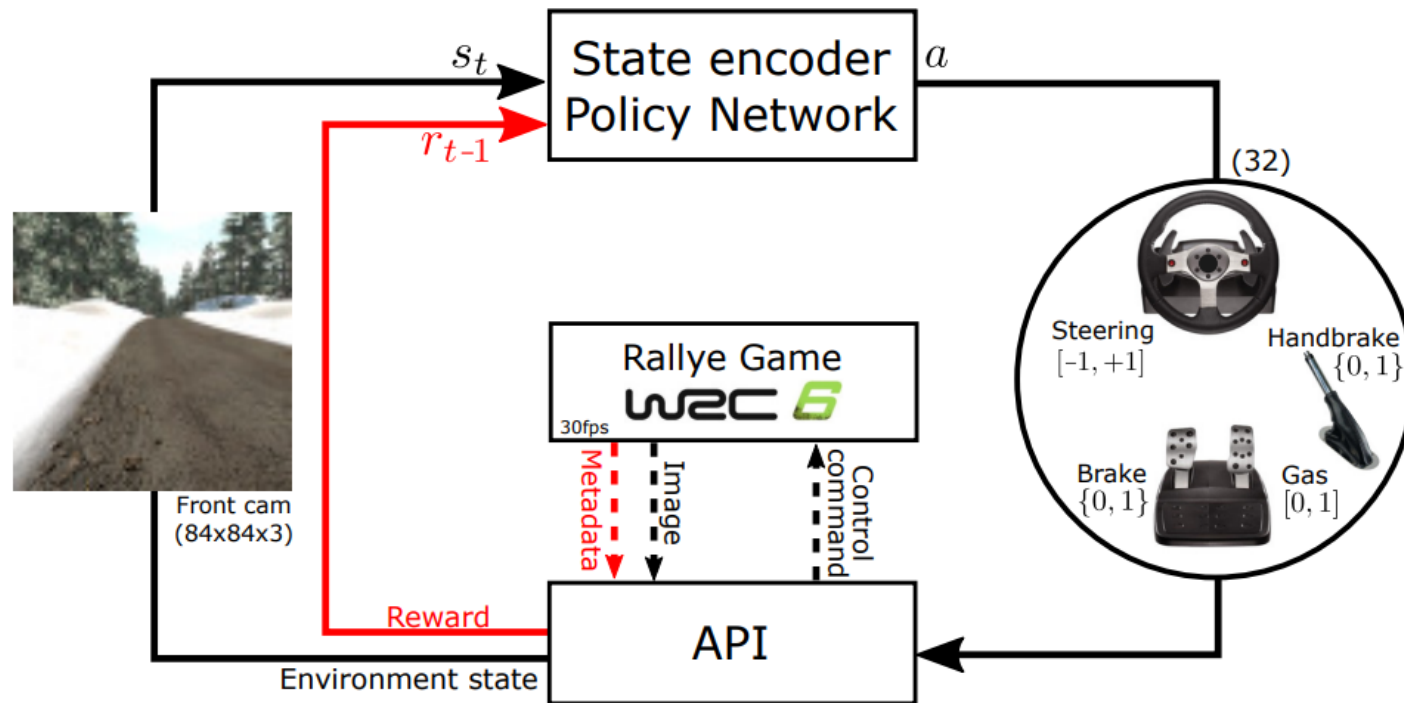 s_t
State encoder
Policy Network
a
r_{t-1}
(32)
Steering
[-1, +1]
Handbrake
{0, 1}
Rallye Game
WRC 6
30fps
Metadata
Image
Control
command
Brake
{0, 1}
Gas
[0, 1]
Front cam
(84x84x3)
Reward
API
Environment state